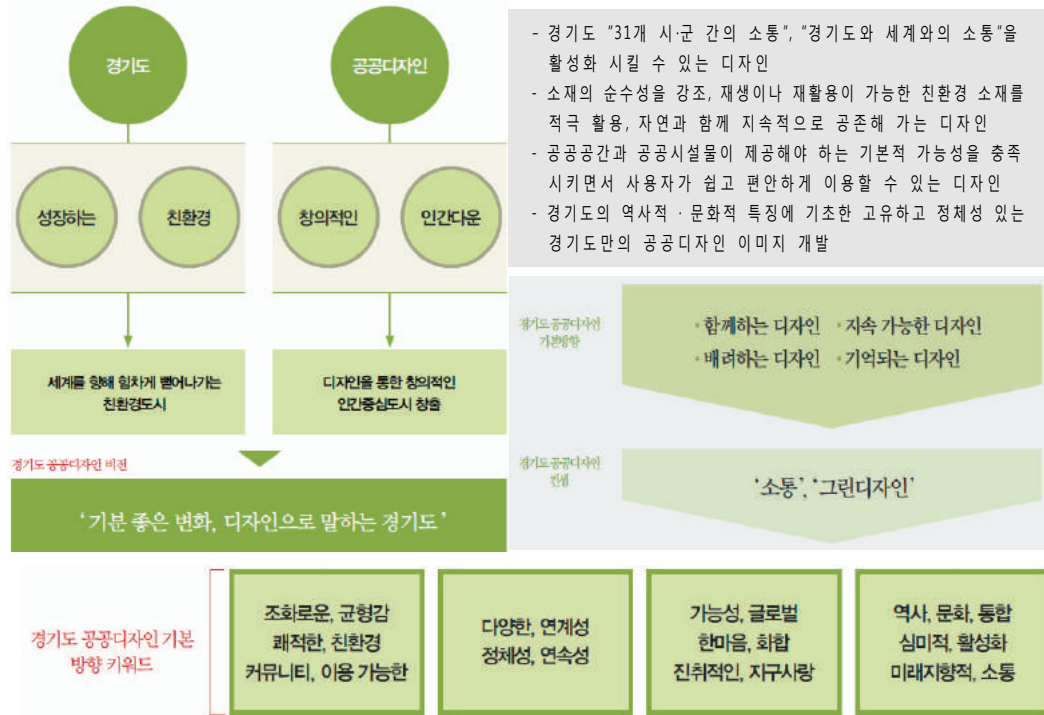 경기도
공공디자인
성장하는
친환경
창의적인
인간다운
세계를 향해 힘차게 뻗어나가는
친환경도시
디자인을 통한 창의적인
인간중심도시 창출
경기도 공공디자인 비전
‘기분 좋은 변화, 디자인으로 말하는 경기도’
- 경기도 “31개 시·군 간의 소통”, “경기도와 세계와의 소통”을
활성화 시킬 수 있는 디자인
- 소재의 순수성을 강조, 재생이나 재활용이 가능한 친환경 소재를
적극 활용, 자연과 함께 지속적으로 공존해 가는 디자인
- 공공공간과 공공시설물이 제공해야 하는 기본적 가능성을 충족
시키면서 사용자가 쉽고 편안하게 이용할 수 있는 디자인
- 경기도의 역사적 · 문화적 특징에 기초한 고유하고 정체성 있는
경기도만의 공공디자인 이미지 개발
경기도 공공디자인
기본방향
·함께하는 디자인 ·지속 가능한 디자인
·배려하는 디자인 ·기억되는 디자인
경기도 공공디자인
컨셉
‘소통’, ‘그린디자인’
경기도 공공디자인 기본
방향 키워드
조화로운, 균형감
쾌적한, 친환경
커뮤니티, 이용 가능한
다양한, 연계성
정체성, 연속성
가능성, 글로벌
한마음, 화합
진취적인, 지구사랑
역사, 문화, 통합
심미적, 활성화
미래지향적, 소통